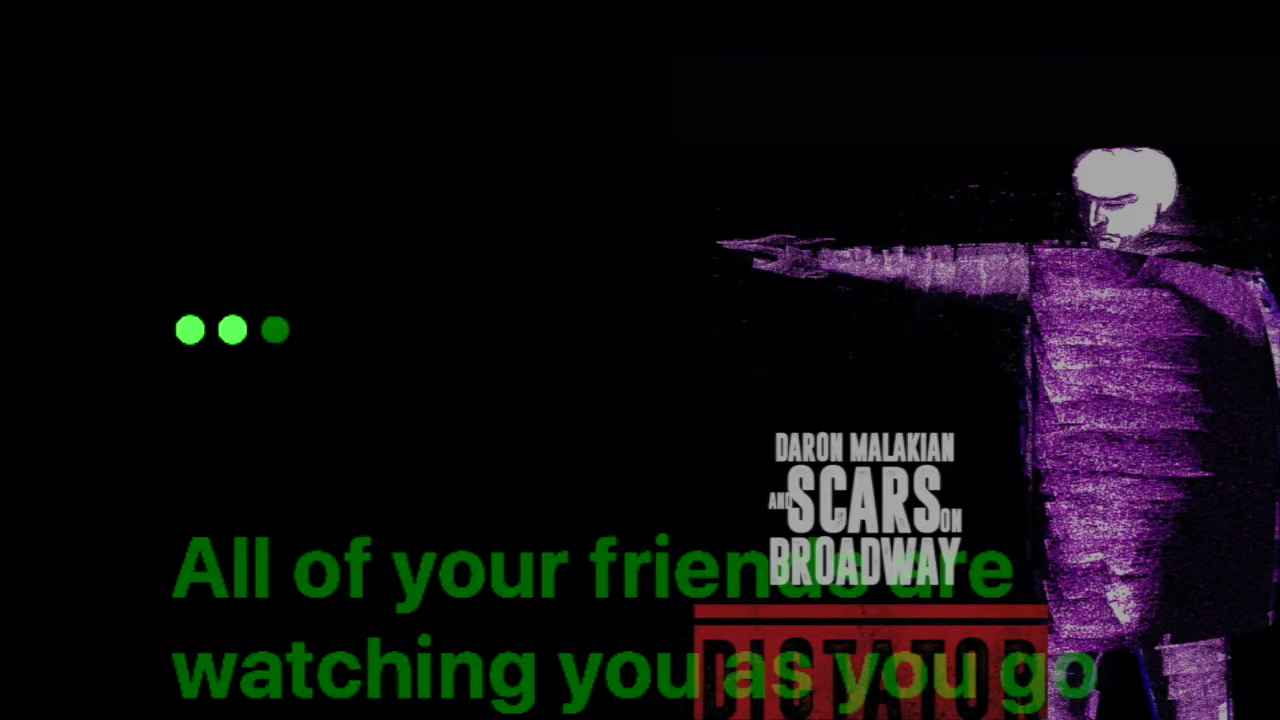 DARON MALAKIAN
AND SCARS ON
BROADWAY
All of your friends are
DICTATOR
watching you as you go